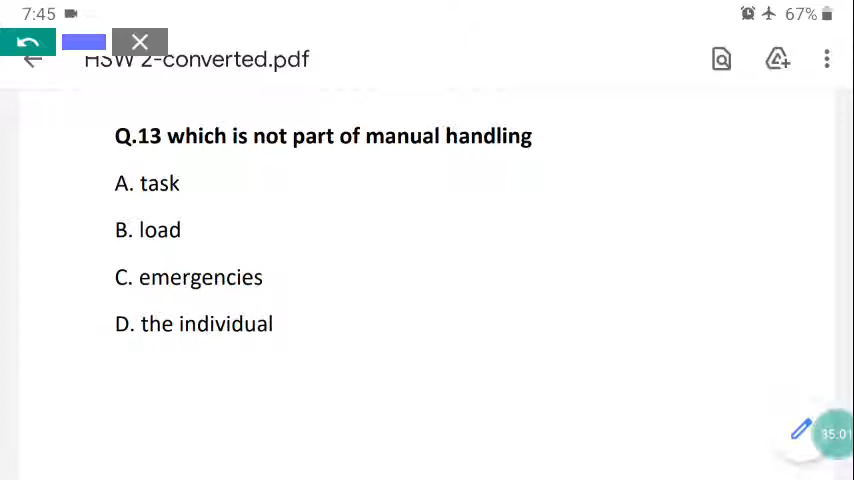 7:45 67%
HSW 2-converted.pdf
Q.13 which is not part of manual handling
A. task
B. load
C. emergencies
D. the individual
35:01